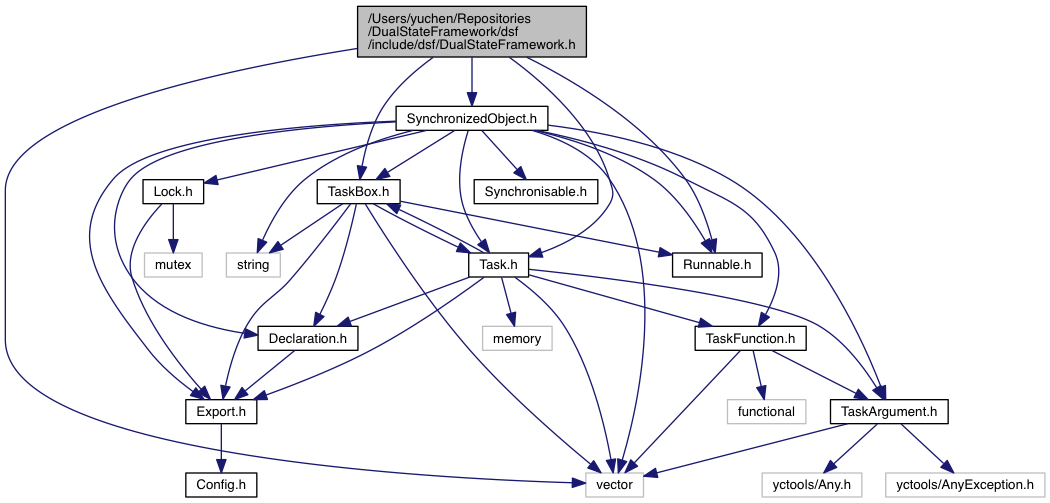 /Users/yuchen/Repositories
/DualStateFramework/dsf
/include/dsf/DualStateFramework.h
SynchronizedObject.h
Lock.h
TaskBox.h
Synchronisable.h
mutex
string
Task.h
Runnable.h
Declaration.h
memory
TaskFunction.h
Export.h
functional
TaskArgument.h
Config.h
vector
yctools/Any.h
yctools/AnyException.h